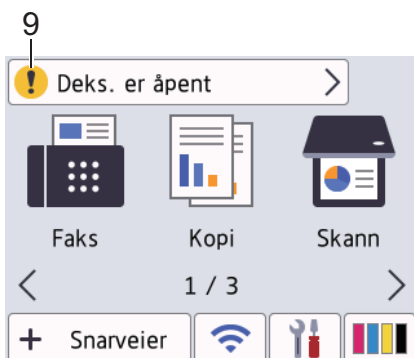 9
! Deks. er åpent
Faks Kopi Skann
1 / 3
+ Snarveier